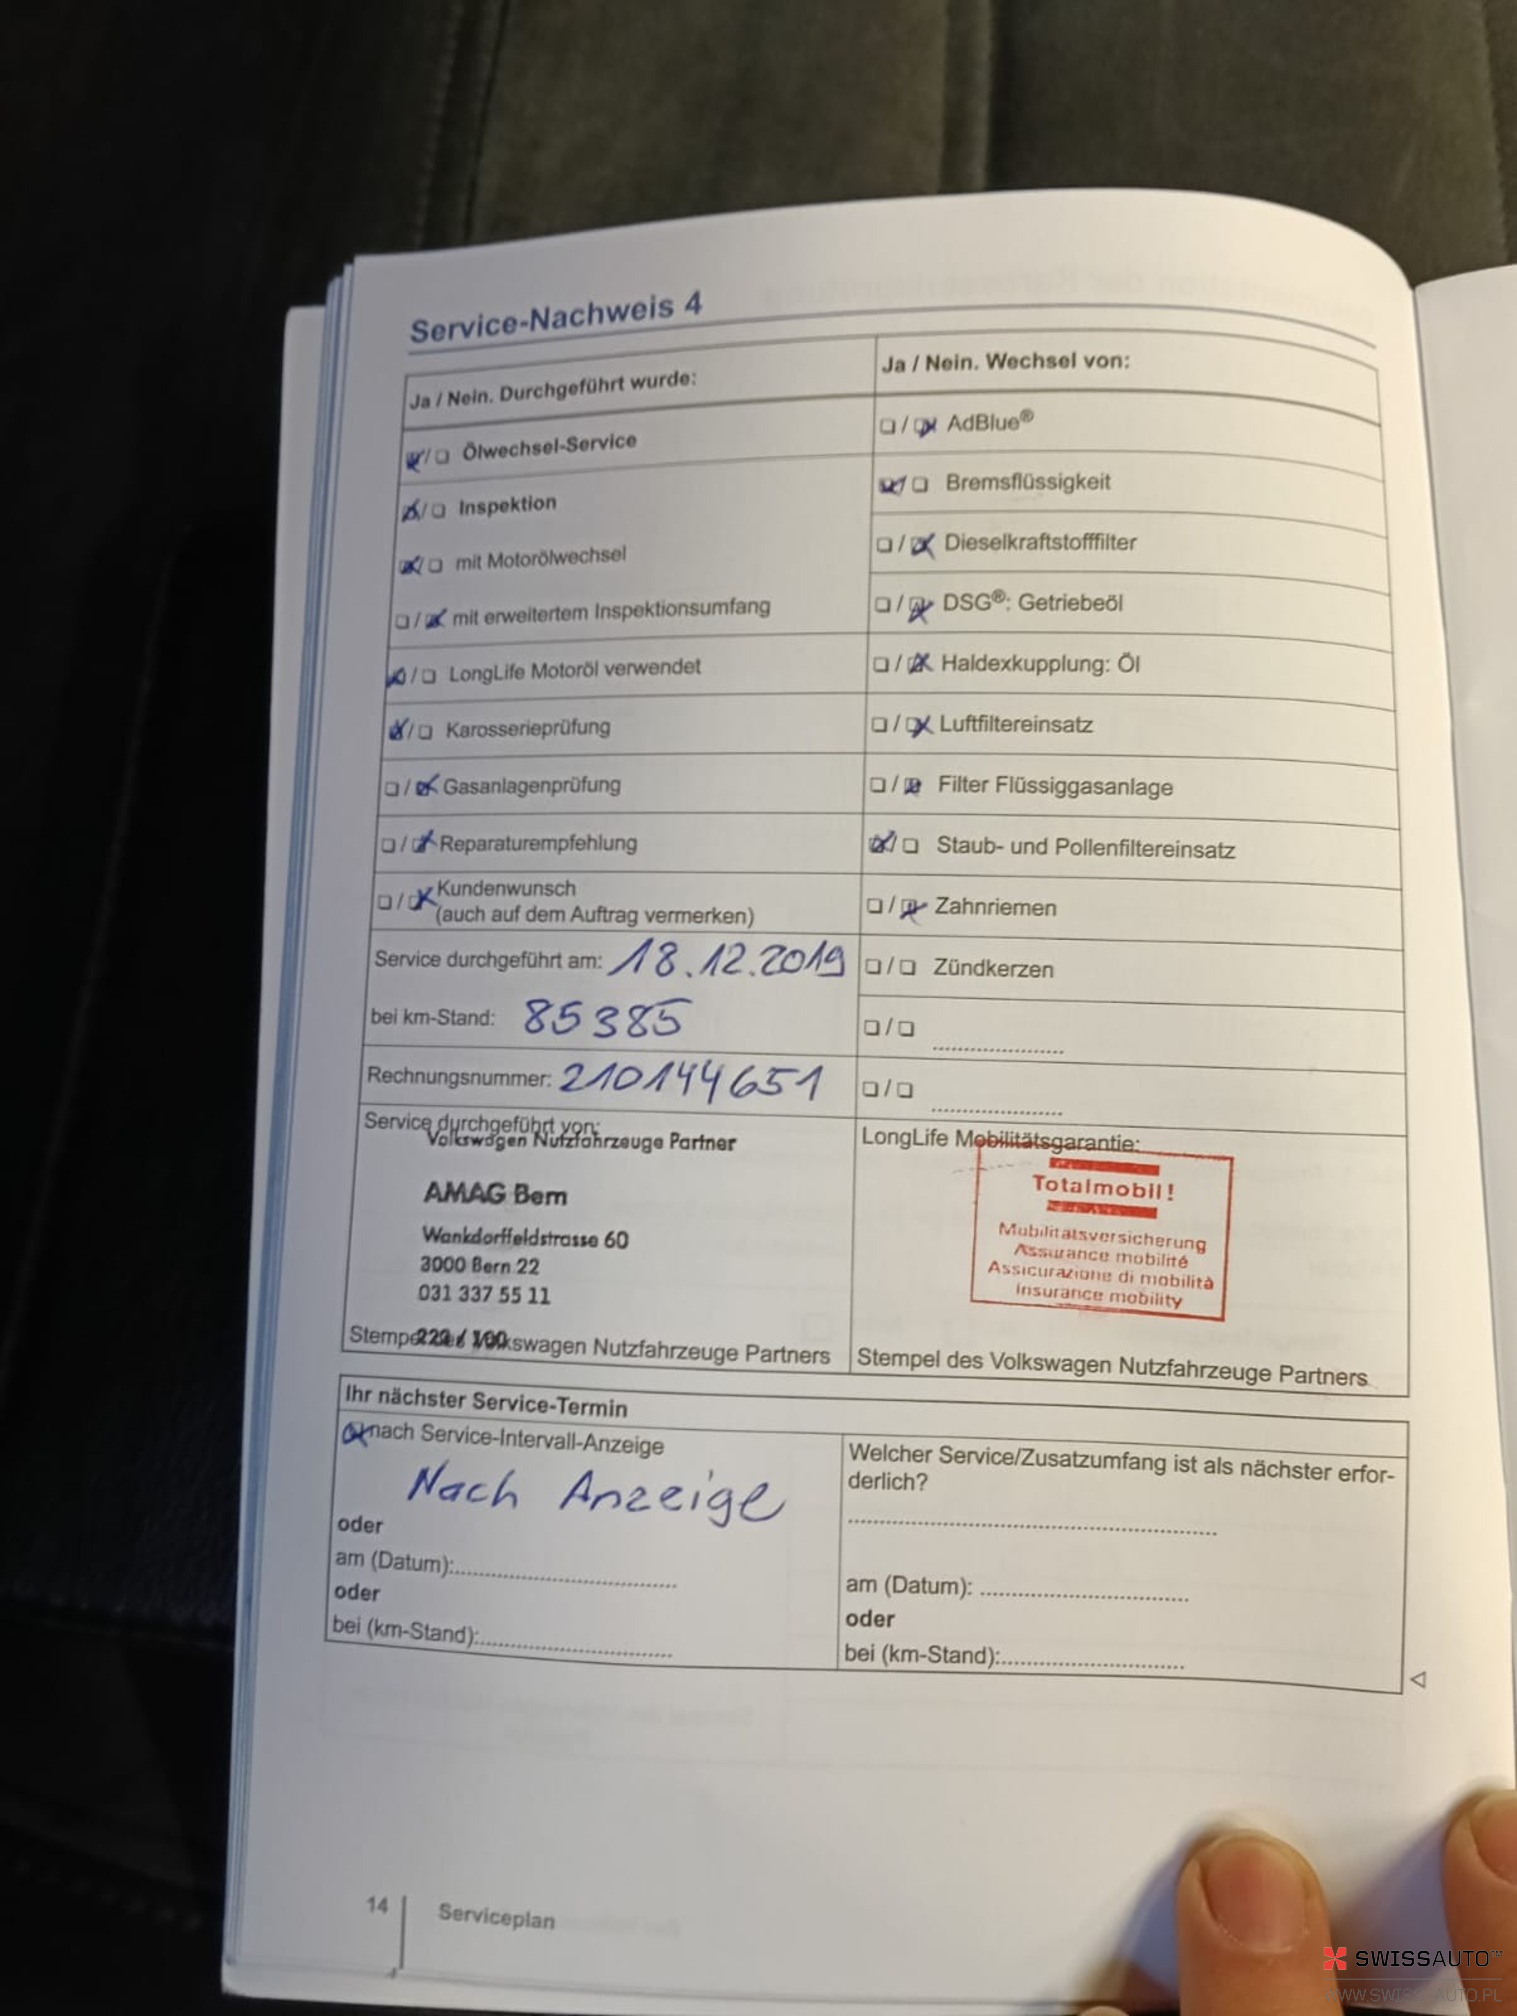 Service-Nachweis 4
Ja / Nein. Durchgeführt wurde:
Ölwechsel-Service
Inspektion
mit Motorölwechsel
mit erweitertem Inspektionsumfang
LongLife Motoröl verwendet
Karosserieprüfung
Gasanlagenprüfung
Reparaturempfehlung
Kundenwunsch
(auch auf dem Auftrag vermerken)
Service durchgeführt am: 18.12.2019
bei km-Stand: 85385
Rechnungsnummer: 210144651
Service durchgeführt von:
Volkswagen Nutzfahrzeuge Partner
AMAG Bern
Wankdorffeldstrasse 60
3000 Bern 22
031 337 55 11
Stempel des Volkswagen Nutzfahrzeuge Partners
Ja / Nein. Wechsel von:
AdBlue®
Bremsflüssigkeit
Dieselkraftstofffilter
DSG®: Getriebeöl
Haldexkupplung: Öl
Luftfiltereinsatz
Filter Flüssiggasanlage
Staub- und Pollenfiltereinsatz
Zahnriemen
Zündkerzen
LongLife Mobilitätsgarantie:
Totalmobil!
Mobilitätsversicherung
Assurance mobilité
Assicurazione di mobilità
Insurance mobility
Stempel des Volkswagen Nutzfahrzeuge Partners
Ihr nächster Service-Termin
nach Service-Intervall-Anzeige
Nach Anzeige
oder
am (Datum):
oder
bei (km-Stand):
Welcher Service/Zusatzumfang ist als nächster erfor-
derlich?
am (Datum):
oder
bei (km-Stand):
14
Serviceplan
SWISSAUTO™
WWW.SWISSAUTO.PL